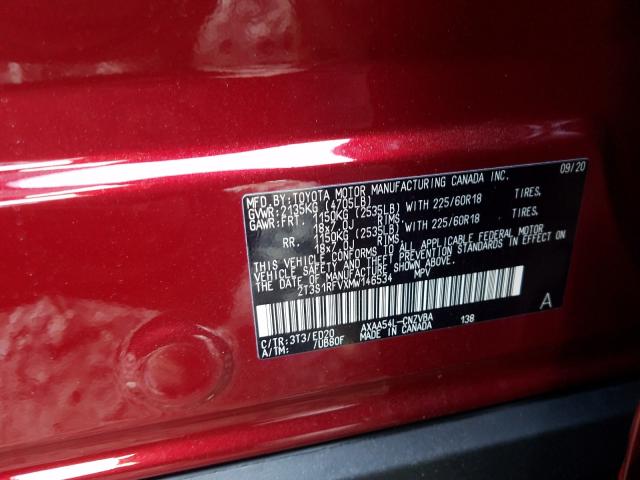 MFD. BY: TOYOTA MOTOR MANUFACTURING CANADA INC. 09/20
GVWR: 2135KG (4705LB)
GAWR: FRT. 1150KG (2535LB) WITH 225/60R18 TIRES,
18x7.0J RIMS
RR. 1150KG (2535LB) WITH 225/60R18 TIRES,
18x7.0J RIMS
THIS VEHICLE CONFORMS TO ALL APPLICABLE FEDERAL MOTOR
VEHICLE SAFETY AND THEFT PREVENTION STANDARDS IN EFFECT ON
THE DATE OF MANUFACTURE SHOWN ABOVE.
2T3S1RFVXMW146534 MPV
A
C/TR: 3T3/ED20 AXAA54L-CNZVBA 138
A/TM: 7UB80F MADE IN CANADA